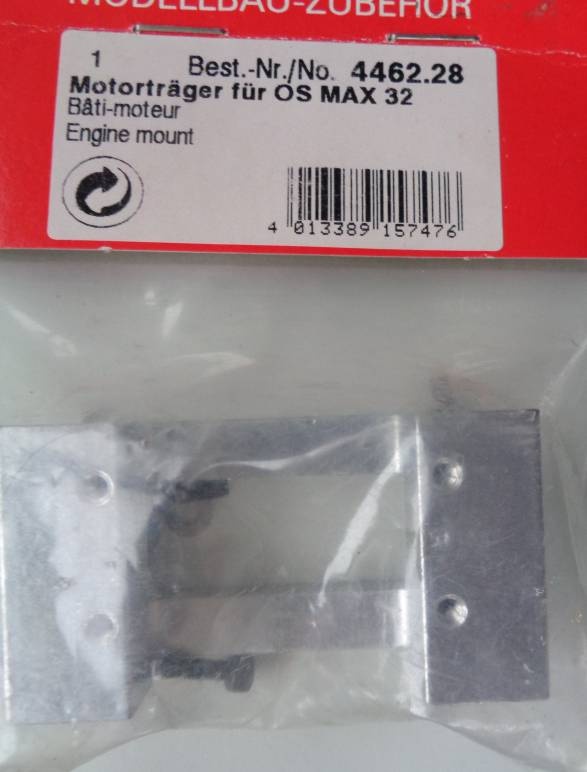 MODELLBAU-ZUBEHÖR
1 Best.-Nr./No. 4462.28
Motorträger für OS MAX 32
Bâti-moteur
Engine mount
4 013389 157476